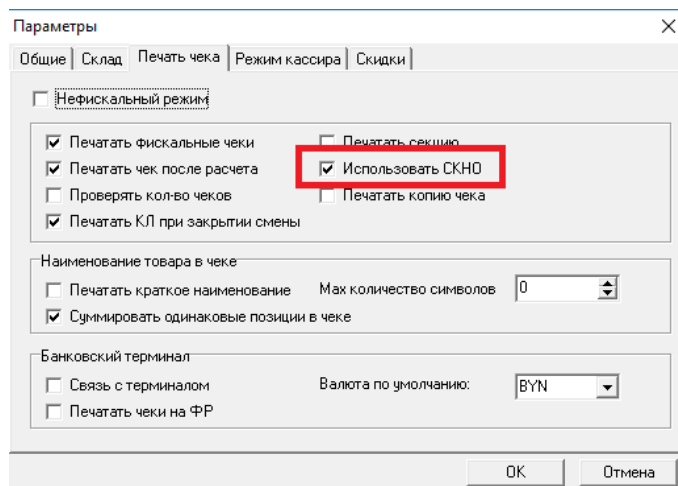 Параметры
Общие Склад Печать чека Режим кассира Скидки
Нефискальный режим
Печатать фискальные чеки Печатать секцию
Печатать чек после расчета Использовать СКНО
Проверять кол-во чеков Печатать копию чека
Печатать КЛ при закрытии смены
Наименование товара в чеке
Печатать краткое наименование Мах количество символов 0
Суммировать одинаковые позиции в чеке
Банковский терминал
Связь с терминалом Валюта по умолчанию: BYN
Печатать чеки на ФР
OK Отмена